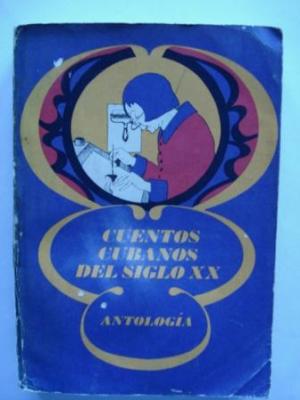 CUENTOS
CUBANOS
DEL SIGLO XX
ANTOLOGÍA